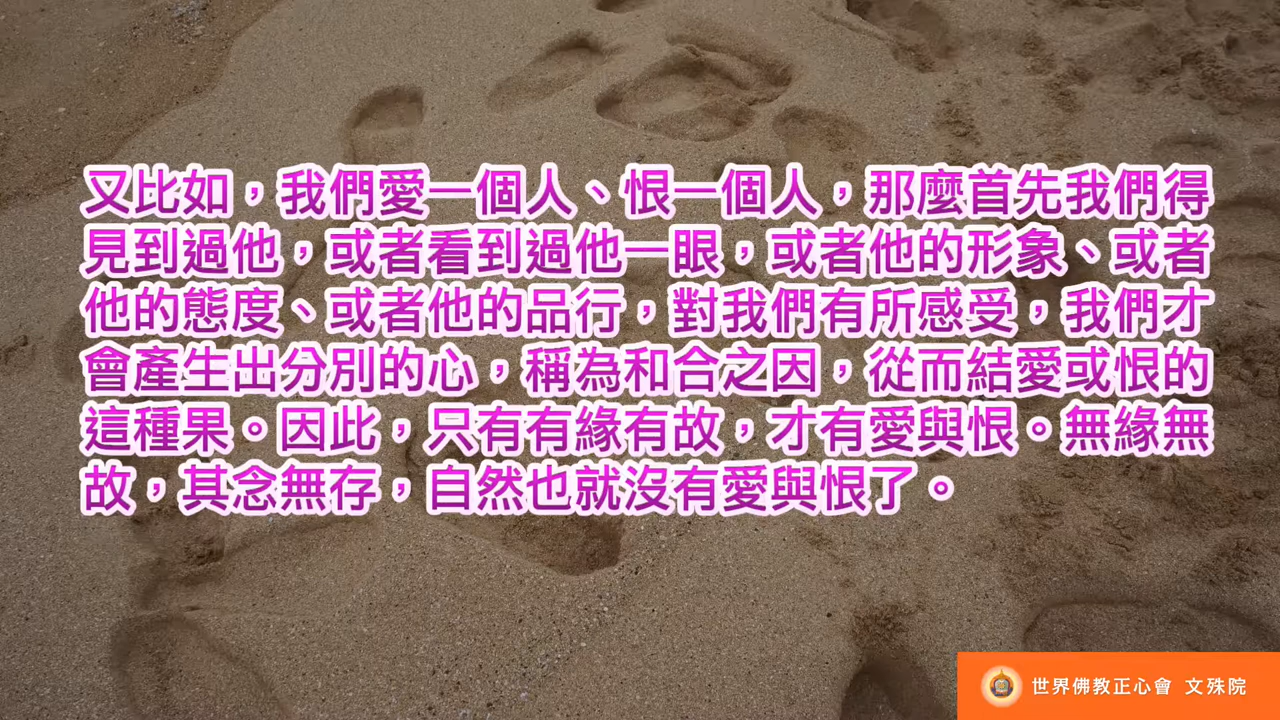 又比如，我們愛一個人、恨一個人，那麼首先我們得
見到過他，或者看到過他一眼，或者他的形象、或者
他的態度、或者他的品行，對我們有所感受，我們才
會產生出分別的心，稱為和合之因，從而結愛或恨的
這種果。因此，只有有緣有故，才有愛與恨。無緣無
故，其念無存，自然也就沒有愛與恨了。
世界佛教正心會 文殊院